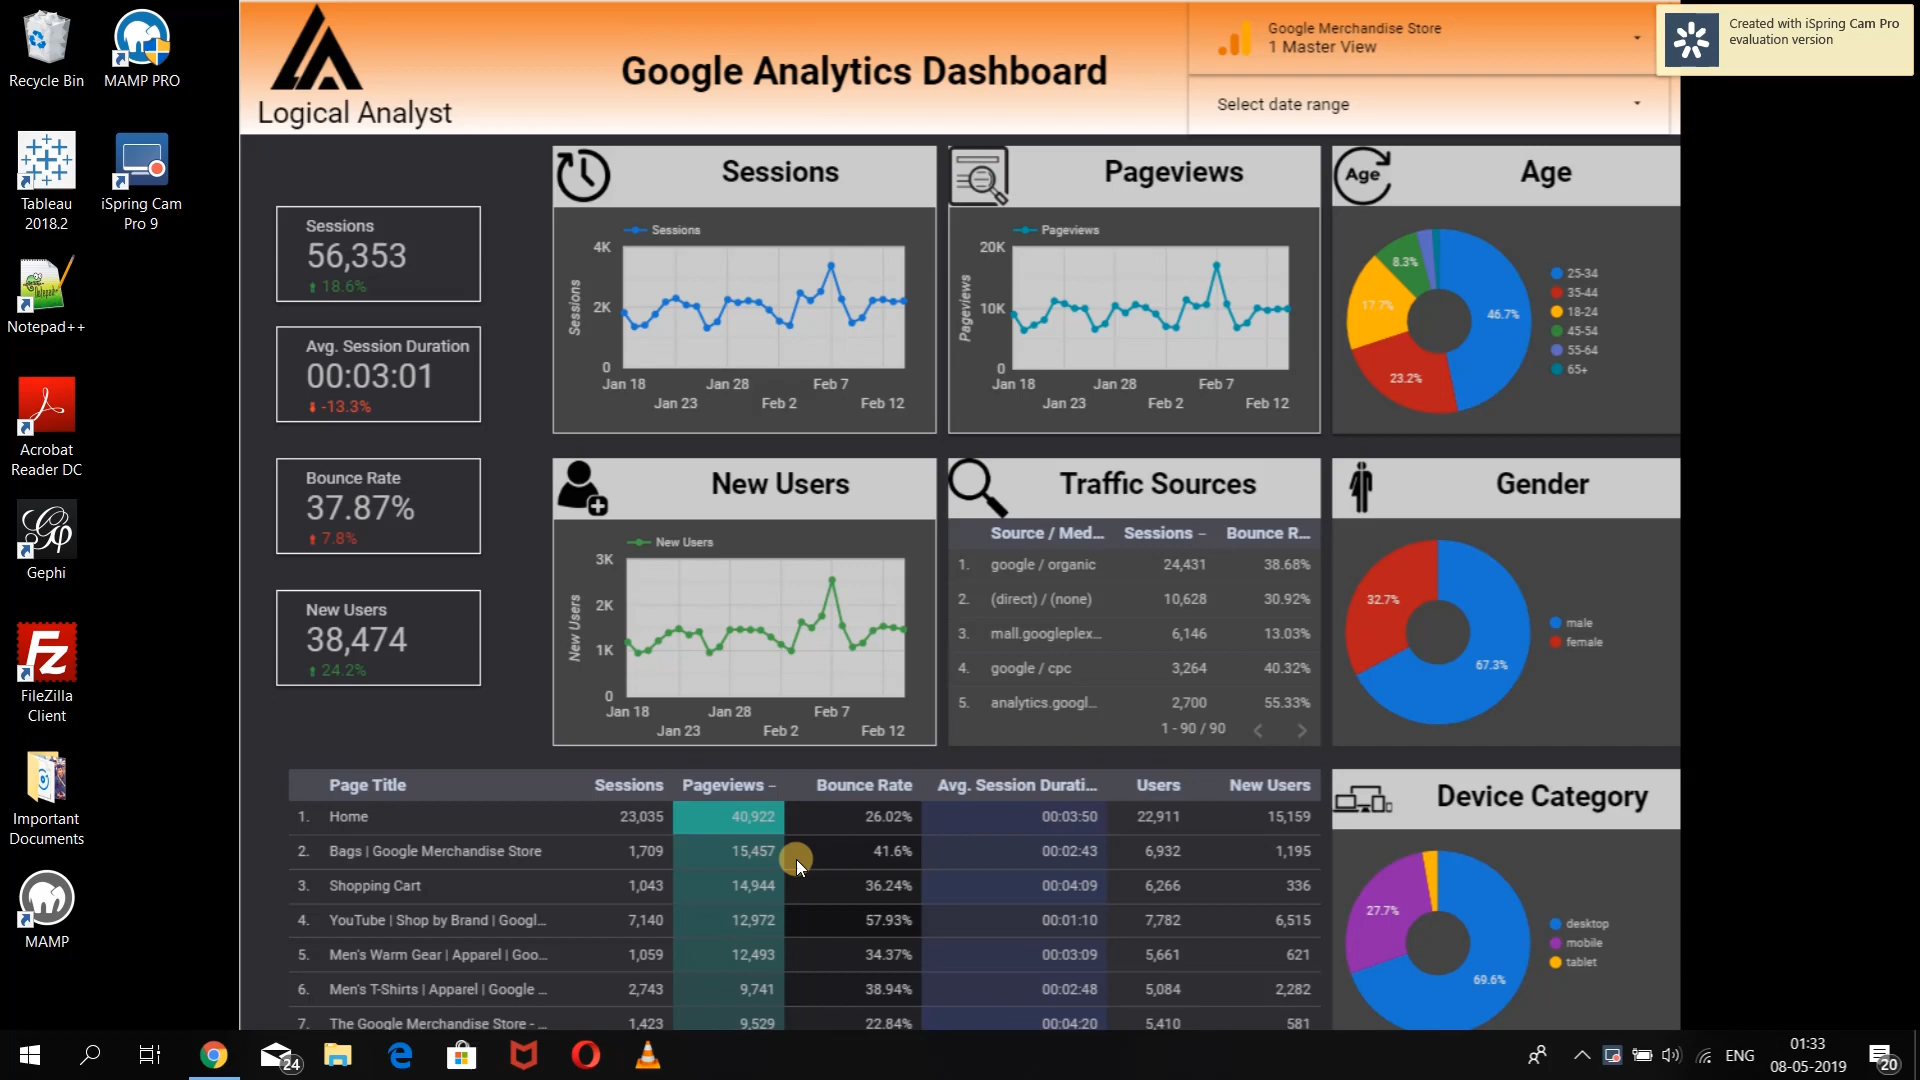 Recycle Bin
MAMP PRO
Tableau
2018.2
iSpring Cam
Pro 9
Notepad++
Acrobat
Reader DC
Gephi
FileZilla
Client
Important
Documents
MAMP
Logical Analyst
Google Analytics Dashboard
Google Merchandise Store
1 Master View
Select date range
Created with iSpring Cam Pro
evaluation version
Sessions
56,353
18.6%
Avg. Session Duration
00:03:01
-13.3%
Bounce Rate
37.87%
7.8%
New Users
38,474
24.2%
Sessions
Sessions
4K
2K
0
Sessions
Jan 18 Jan 28 Feb 7
Jan 23 Feb 2 Feb 12
Pageviews
Pageviews
20K
10K
0
Pageviews
Jan 18 Jan 28 Feb 7
Jan 23 Feb 2 Feb 12
Age
Age
8.3%
17.7%
46.7%
23.2%
25-34
35-44
18-24
45-54
55-64
65+
New Users
New Users
3K
2K
1K
0
New Users
Jan 18 Jan 28 Feb 7
Jan 23 Feb 2 Feb 12
Traffic Sources
Source / Med... Sessions Bounce R...
1. google / organic 24,431 38.68%
2. (direct) / (none) 10,628 30.92%
3. mall.googleplex... 6,146 13.03%
4. google / cpc 3,264 40.32%
5. analytics.googl... 2,700 55.33%
1 - 90 / 90
Gender
32.7%
67.3%
male
female
Page Title Sessions Pageviews Bounce Rate Avg. Session Durati... Users New Users
1. Home 23,035 40,922 26.02% 00:03:50 22,911 15,159
2. Bags | Google Merchandise Store 1,709 15,457 41.6% 00:02:43 6,932 1,195
3. Shopping Cart 1,043 14,944 36.24% 00:04:09 6,266 336
4. YouTube | Shop by Brand | Googl... 7,140 12,972 57.93% 00:01:10 7,782 6,515
5. Men's Warm Gear | Apparel | Goo... 1,059 12,493 34.37% 00:03:09 5,661 621
6. Men's T-Shirts | Apparel | Google ... 2,743 9,741 38.94% 00:02:48 5,084 2,282
7. The Google Merchandise Store - ... 1,423 9,529 22.84% 00:04:20 5,410 581
Device Category
27.7%
69.6%
desktop
mobile
tablet
24
ENG
01:33
08-05-2019
20